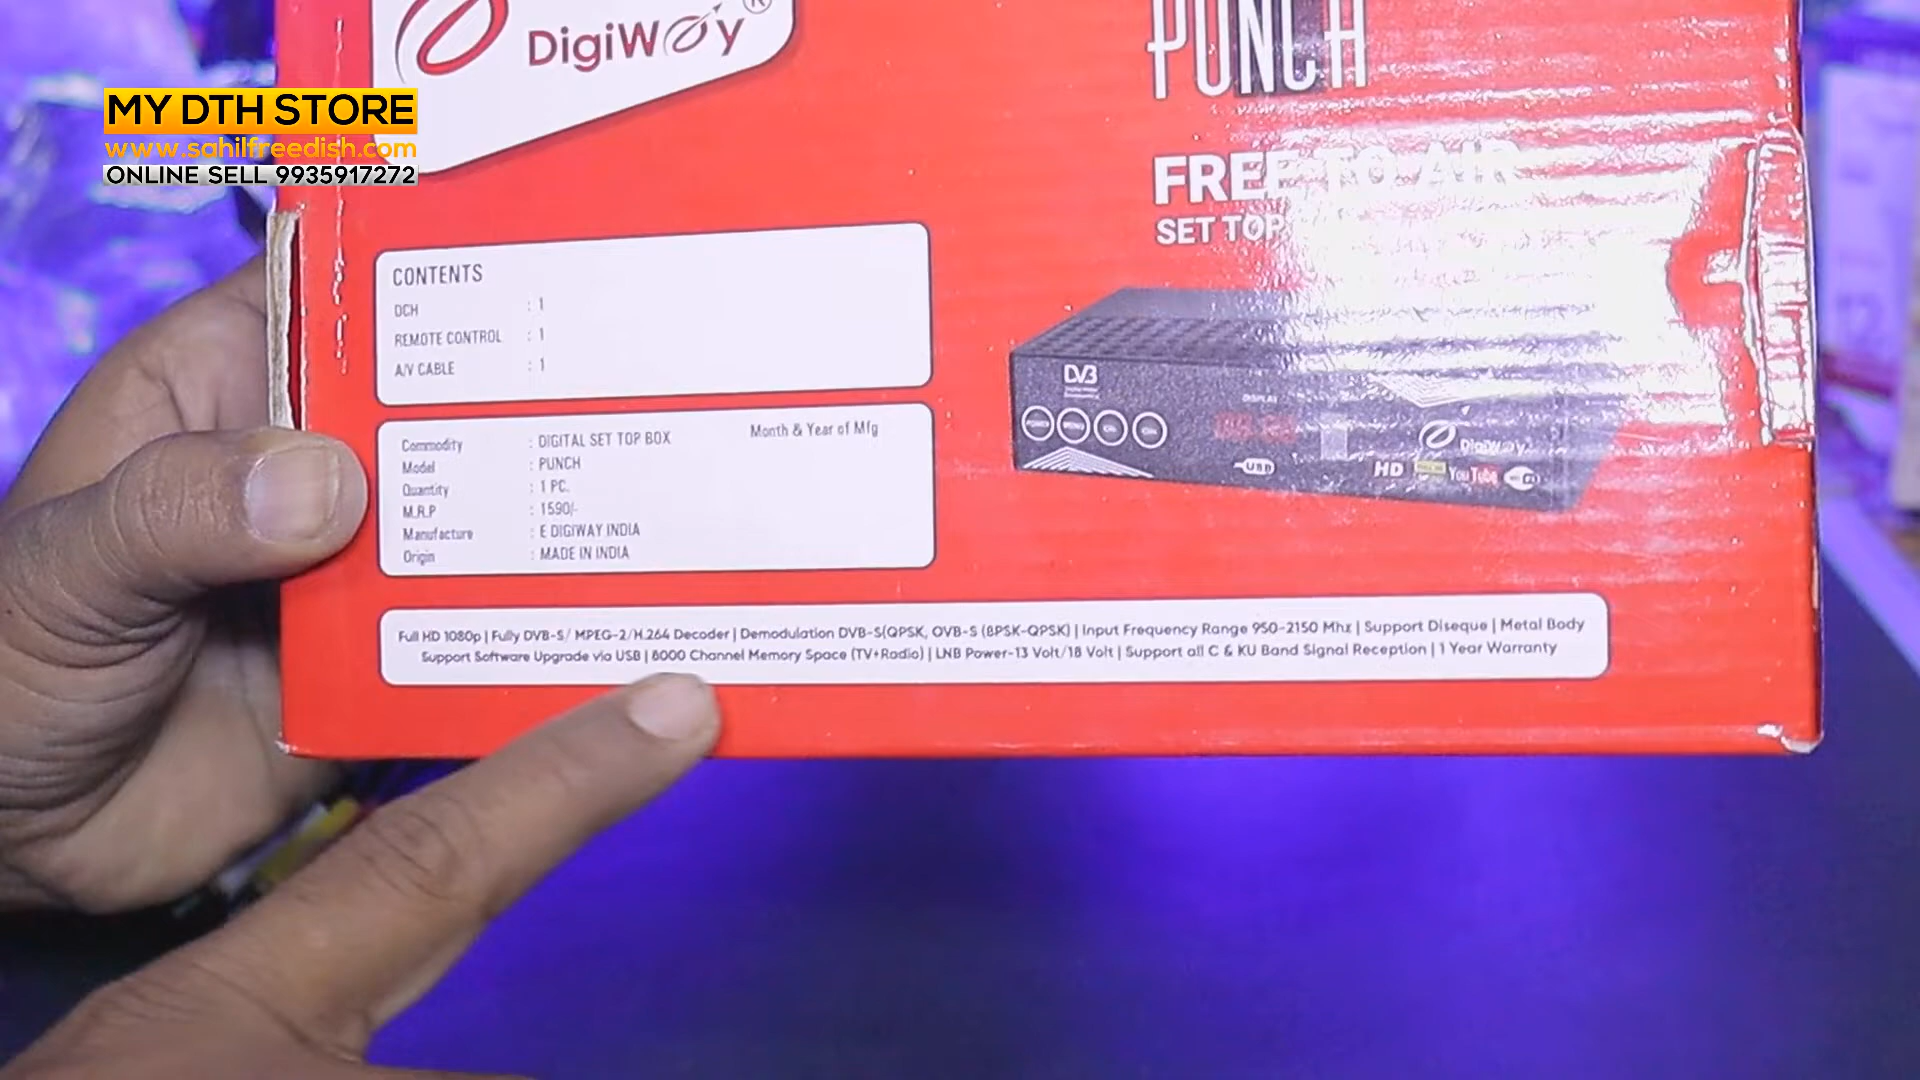 DigiWay®
PUNCH
MY DTH STORE
www.sahilfreedish.com
ONLINE SELL 9935917272
FREE TO AIR
SET TOP
CONTENTS
DCH : 1
REMOTE CONTROL : 1
A/V CABLE : 1
DVB
DISPLAY
USB
DigiWay
HD
YouTube
Commodity : DIGITAL SET TOP BOX Month & Year of Mfg
Model : PUNCH
Quantity : 1 PC.
M.R.P : 1590/-
Manufacture : E DIGIWAY INDIA
Origin : MADE IN INDIA
Full HD 1080p | Fully DVB-S/ MPEG-2/H.264 Decoder | Demodulation DVB-S(QPSK, OVB-S (8PSK-QPSK) | Input Frequency Range 950-2150 Mhz | Support Diseque | Metal Body
Support Software Upgrade via USB | 8000 Channel Memory Space (TV+Radio) | LNB Power-13 Volt/18 Volt | Support all C & KU Band Signal Reception | 1 Year Warranty